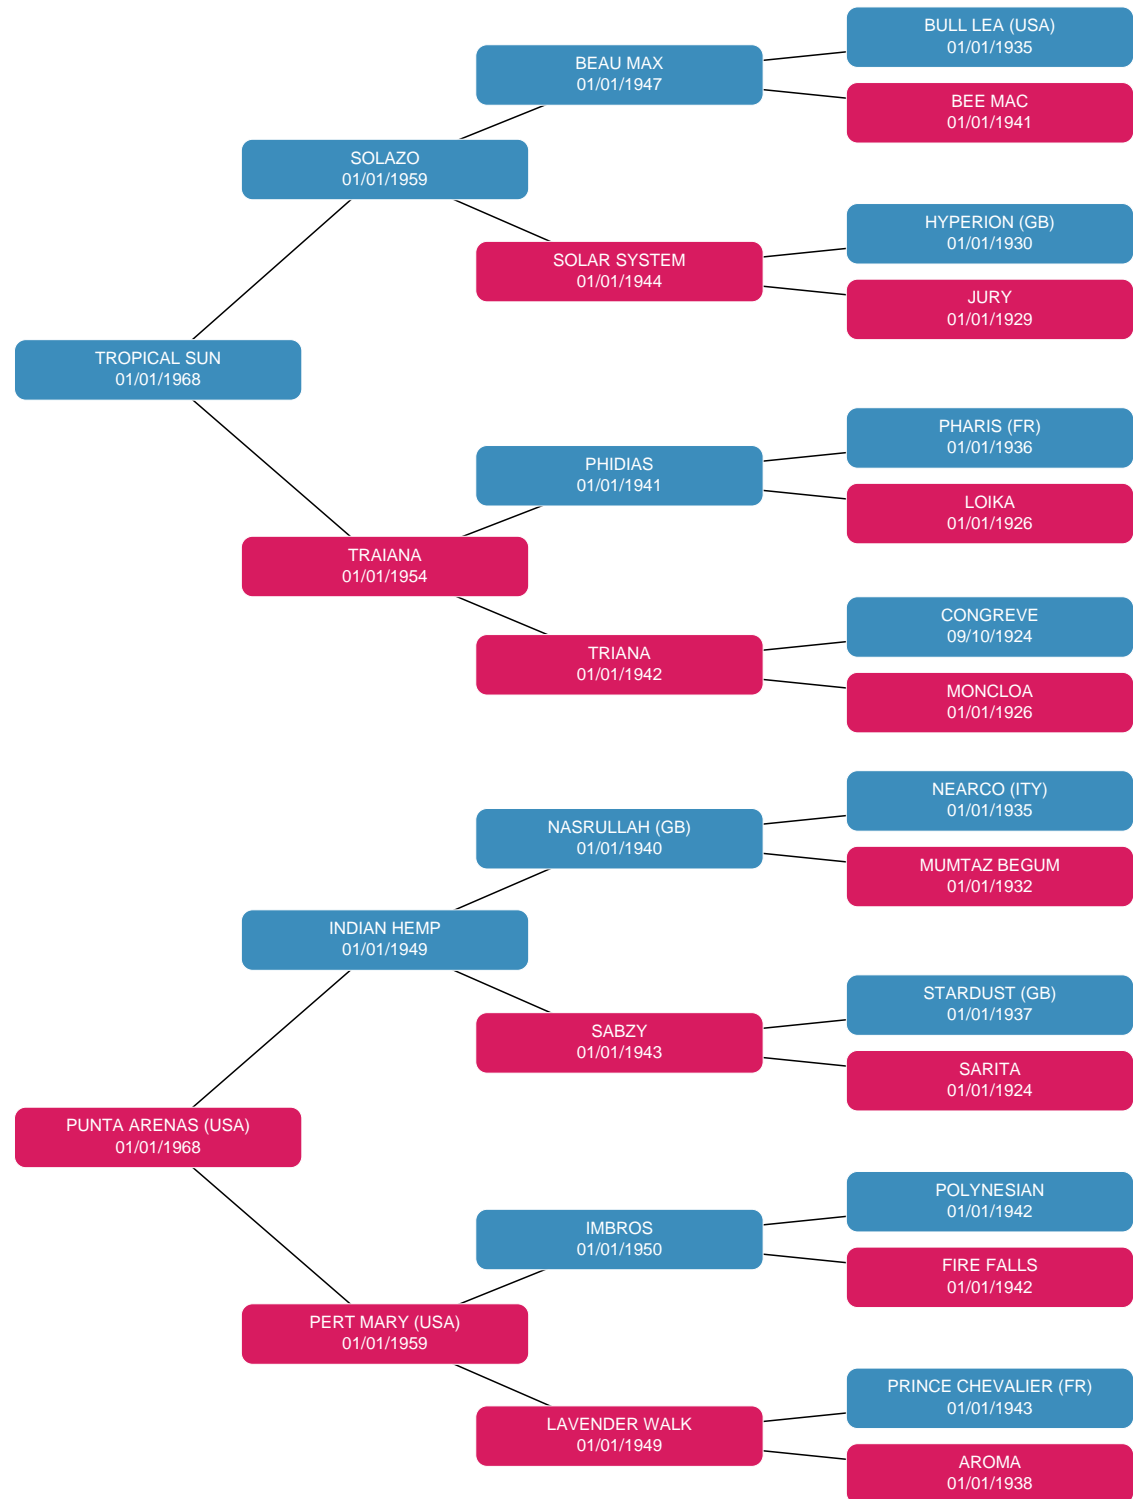 BULL LEA (USA)
01/01/1935
BEAU MAX
01/01/1947
BEE MAC
01/01/1941
SOLAZO
01/01/1959
HYPERION (GB)
01/01/1930
SOLAR SYSTEM
01/01/1944
JURY
01/01/1929
TROPICAL SUN
01/01/1968
PHARIS (FR)
01/01/1936
PHIDIAS
01/01/1941
LOIKA
01/01/1926
TRAIANA
01/01/1954
CONGREVE
09/10/1924
TRIANA
01/01/1942
MONCLOA
01/01/1926
NEARCO (ITY)
01/01/1935
NASRULLAH (GB)
01/01/1940
MUMTAZ BEGUM
01/01/1932
INDIAN HEMP
01/01/1949
STARDUST (GB)
01/01/1937
SABZY
01/01/1943
SARITA
01/01/1924
PUNTA ARENAS (USA)
01/01/1968
POLYNESIAN
01/01/1942
IMBROS
01/01/1950
FIRE FALLS
01/01/1942
PERT MARY (USA)
01/01/1959
PRINCE CHEVALIER (FR)
01/01/1943
LAVENDER WALK
01/01/1949
AROMA
01/01/1938